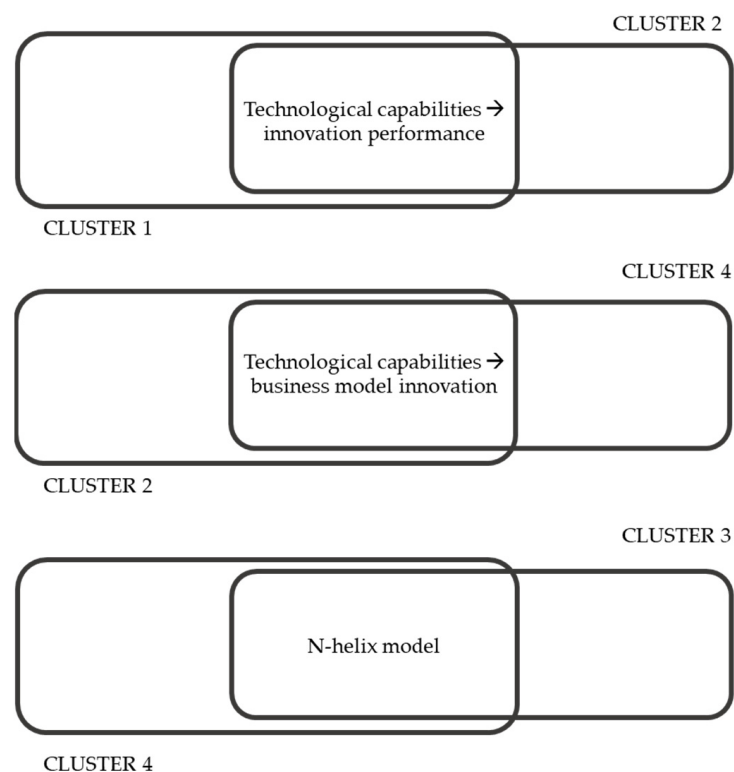 CLUSTER 2
Technological capabilities →
innovation performance
CLUSTER 1
CLUSTER 4
Technological capabilities →
business model innovation
CLUSTER 2
CLUSTER 3
N-helix model
CLUSTER 4